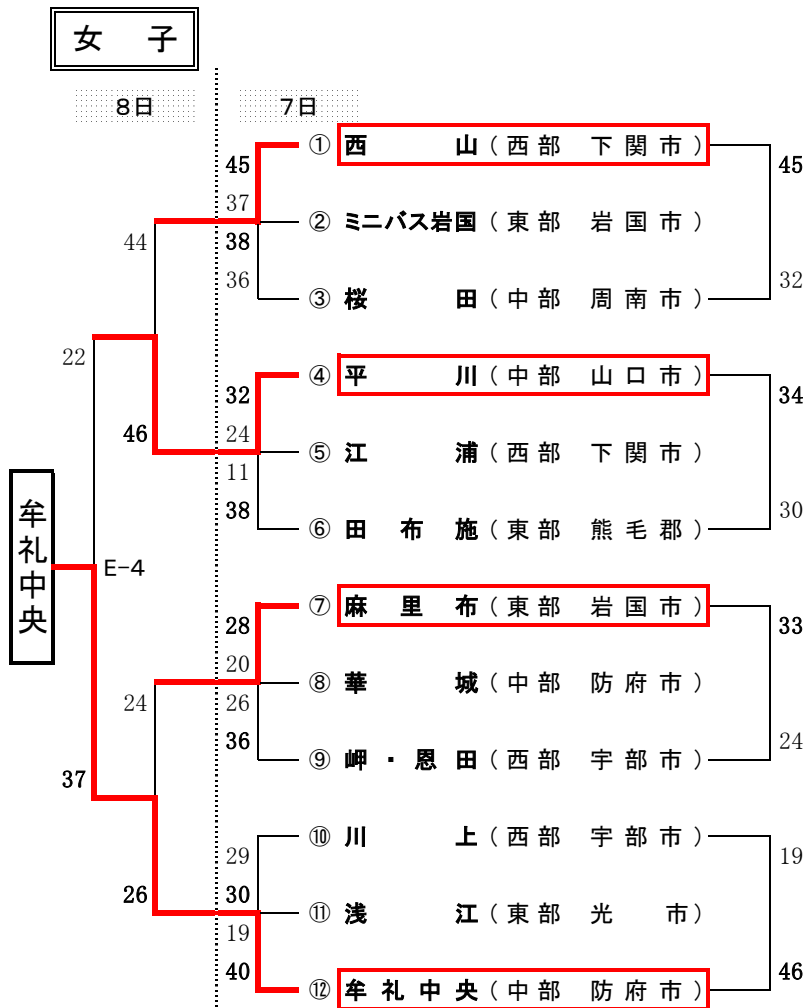 女 子
8日 7日
① 西 山 ( 西部 下関市 )
45 45
37
② ミニバス岩国 ( 東部 岩国市 )
44 38
36 32
③ 桜 田 ( 中部 周南市 )
22
④ 平 川 ( 中部 山口市 )
32 34
46 24
⑤ 江 浦 ( 西部 下関市 )
11
38 30
⑥ 田 布 施 ( 東部 熊毛郡 )
牟礼中央
E-4
⑦ 麻 里 布 ( 東部 岩国市 )
28 33
20
⑧ 華 城 ( 中部 防府市 )
24 26
36 24
⑨ 岬 ・ 恩 田 ( 西部 宇部市 )
37
⑩ 川 上 ( 西部 宇部市 )
29 19
26 30
⑪ 浅 江 ( 東部 光 市 )
19
40 46
⑫ 牟 礼 中 央 ( 中部 防府市 )